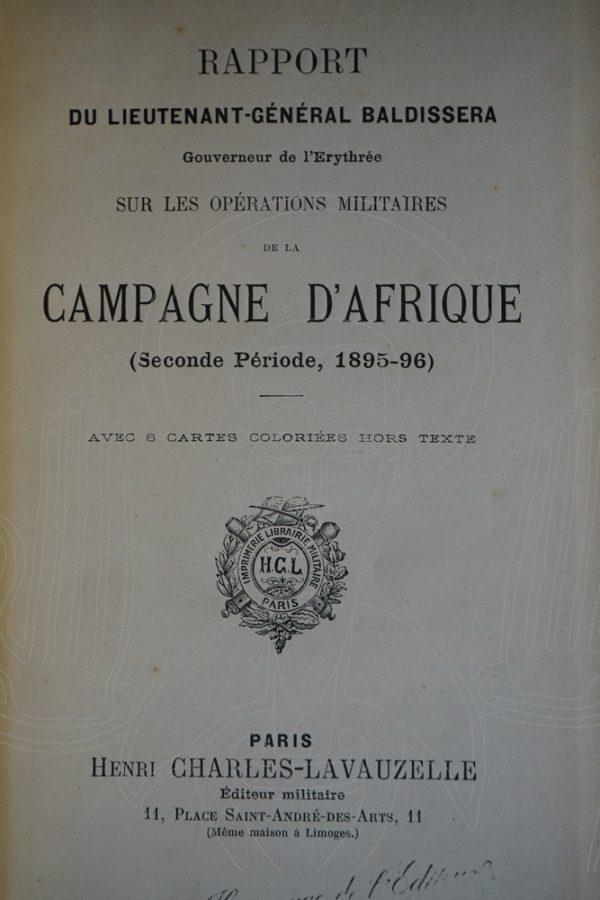 RAPPORT
DU LIEUTENANT-GÉNÉRAL BALDISSERA
Gouverneur de l'Erythrée
SUR LES OPÉRATIONS MILITAIRES
DE LA
CAMPAGNE D'AFRIQUE
(Seconde Période, 1895-96)
AVEC 6 CARTES COLORIÉES HORS TEXTE
IMPRIMERIE LIBRAIRIE MILITAIRE
H.C.L.
PARIS
PARIS
HENRI CHARLES-LAVAUZELLE
Éditeur militaire
11, PLACE SAINT-ANDRÉ-DES-ARTS, 11
(Même maison à Limoges.)
de l'Éditeur